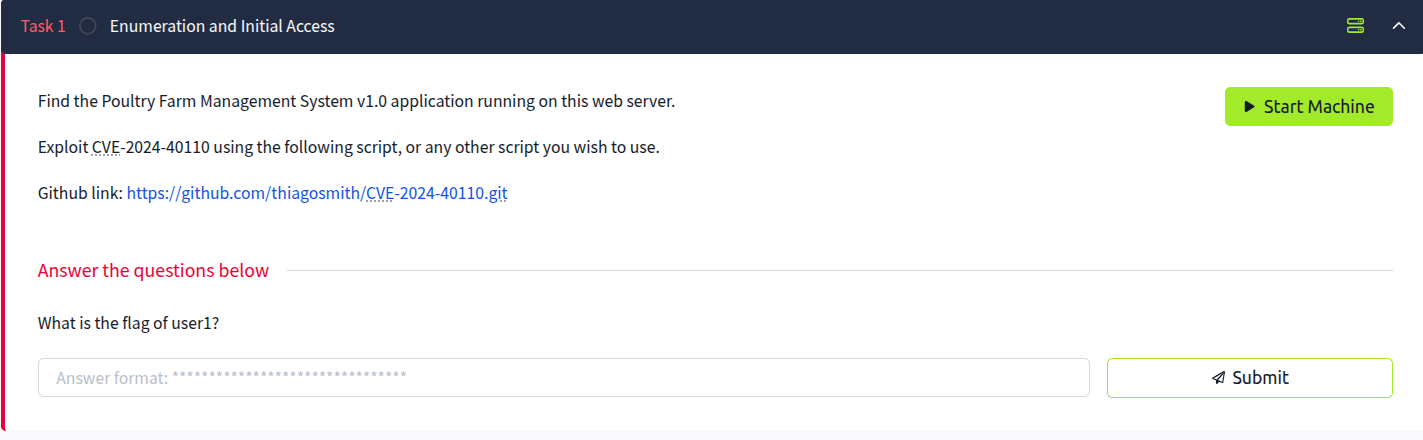 Task 1 Enumeration and Initial Access
Find the Poultry Farm Management System v1.0 application running on this web server.
Start Machine
Exploit CVE-2024-40110 using the following script, or any other script you wish to use.
Github link: https://github.com/thiagosmith/CVE-2024-40110.git
Answer the questions below
What is the flag of user1?
Answer format: ********************************
Submit